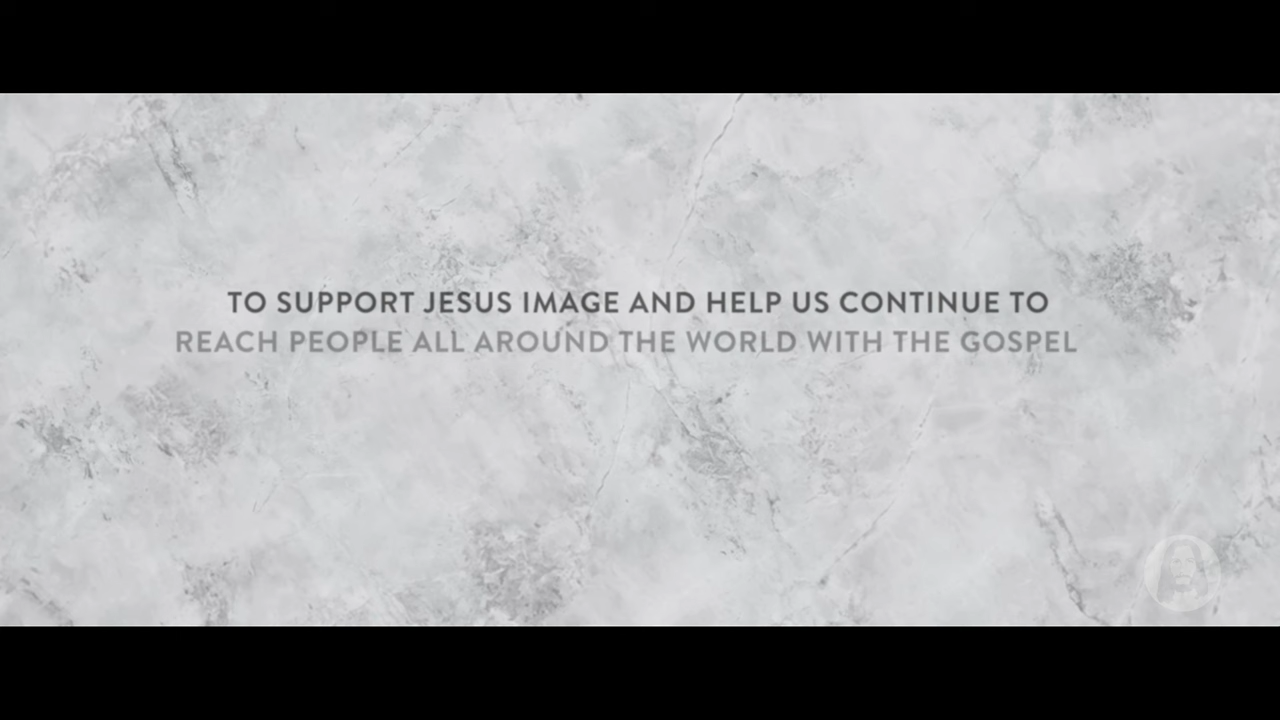 TO SUPPORT JESUS IMAGE AND HELP US CONTINUE TO
REACH PEOPLE ALL AROUND THE WORLD WITH THE GOSPEL